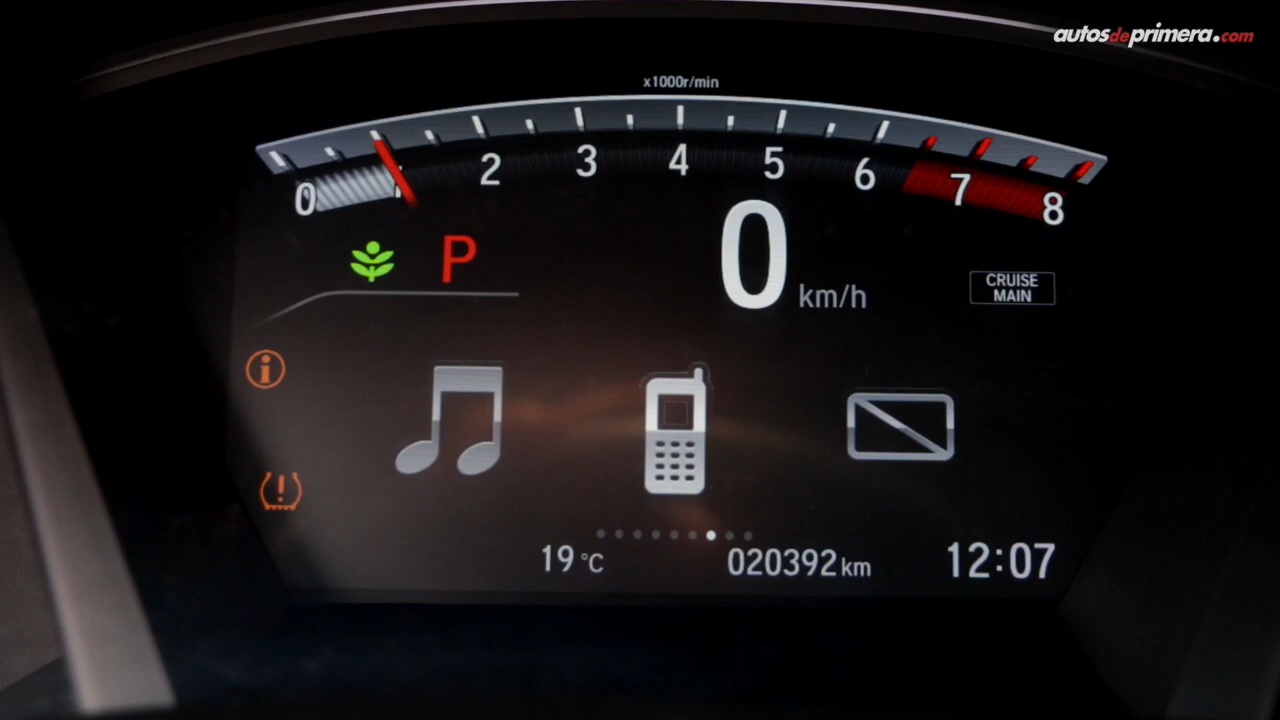 autosdeprimera.com
x1000r/min
0 1 2 3 4 5 6 7 8
P
0 km/h
CRUISE
MAIN
19°C
020392 km
12:07